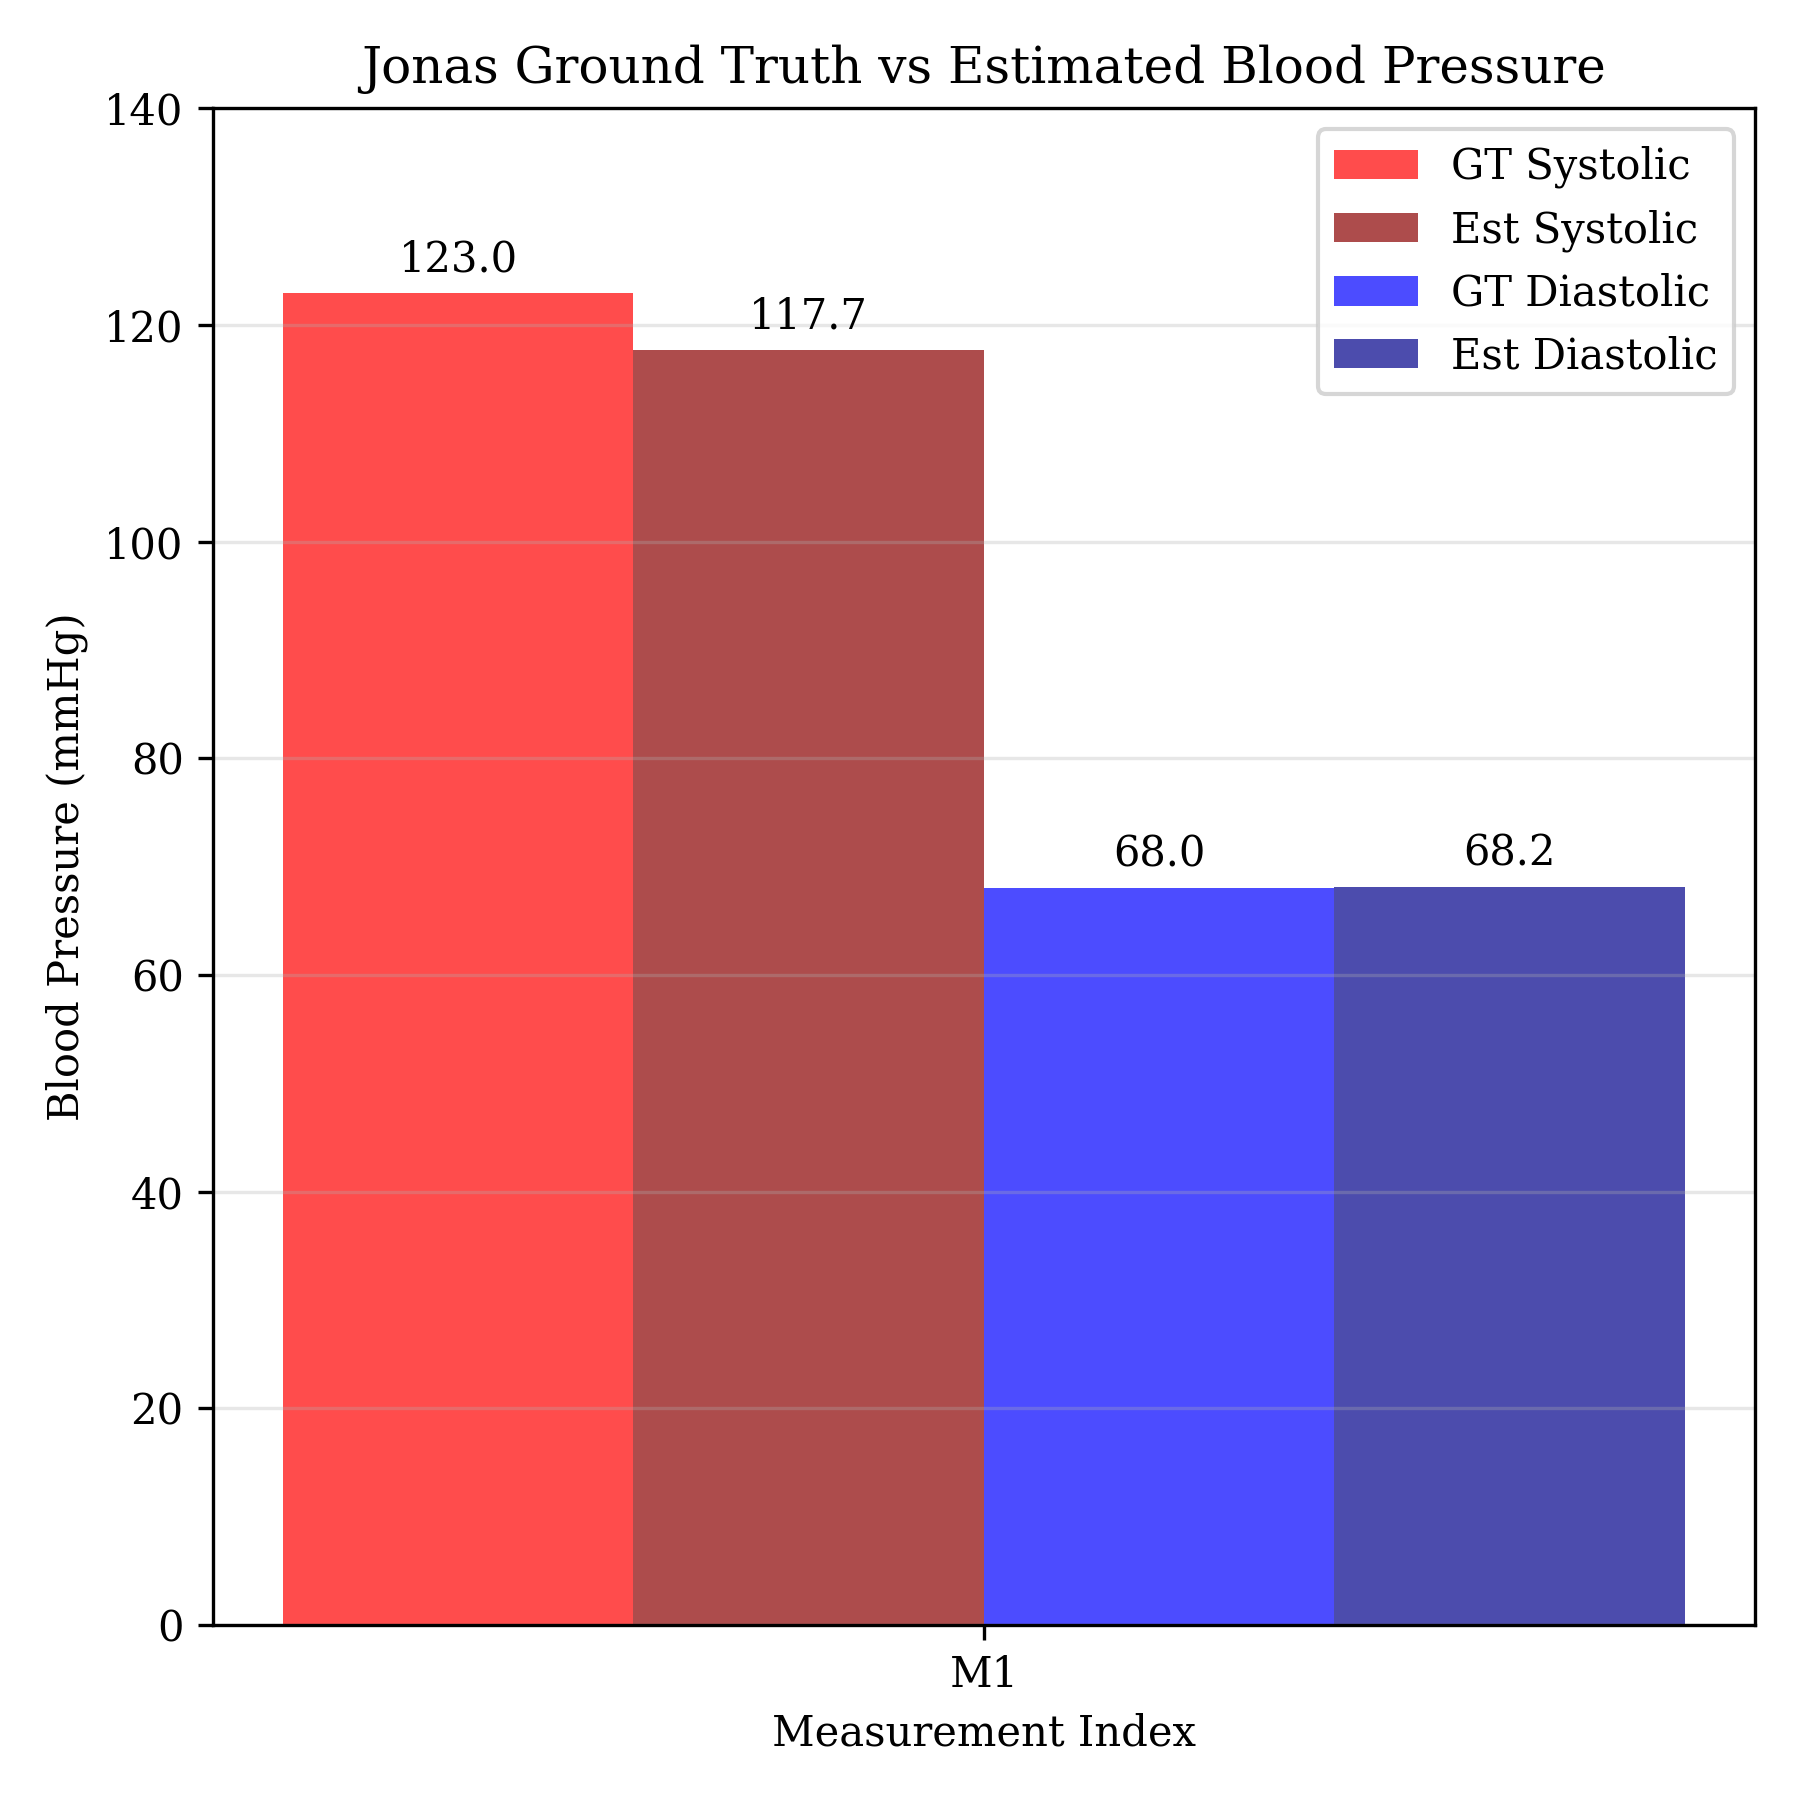 Jonas Ground Truth vs Estimated Blood Pressure
GT Systolic
Est Systolic
GT Diastolic
Est Diastolic
140
120
100
80
60
40
20
0
Blood Pressure (mmHg)
123.0
117.7
68.0
68.2
M1
Measurement Index